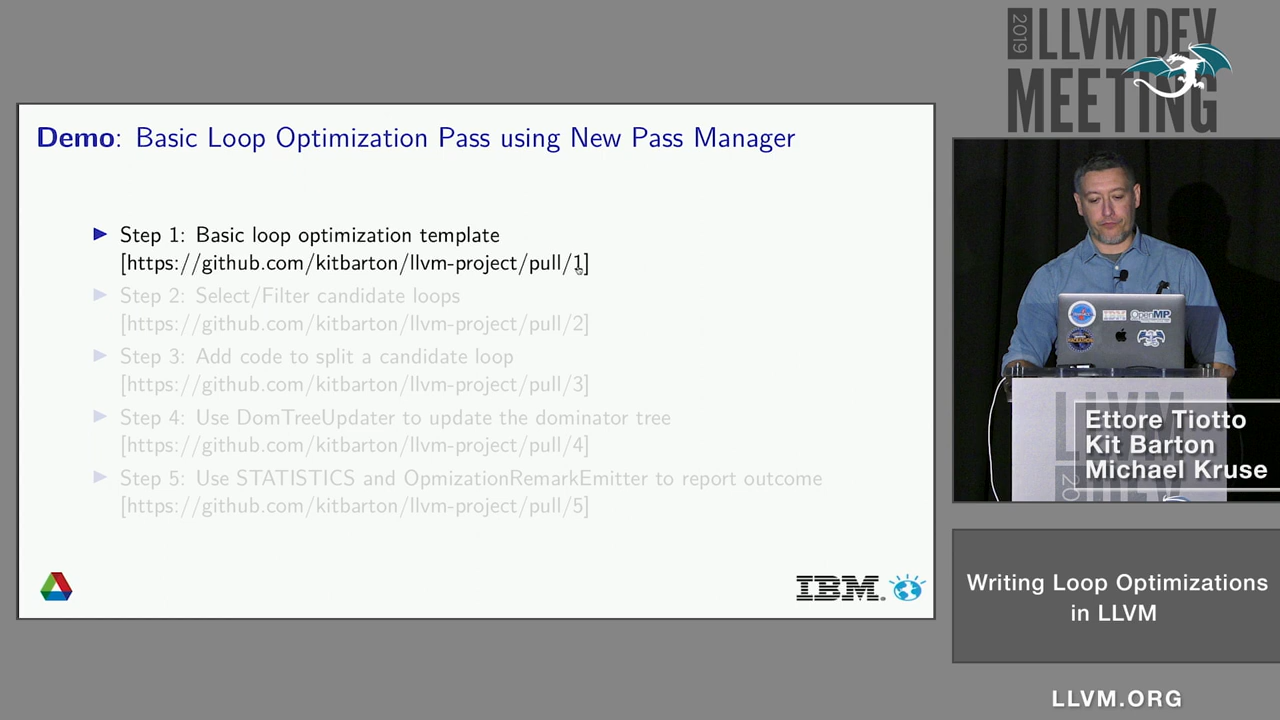 Demo: Basic Loop Optimization Pass using New Pass Manager
Step 1: Basic loop optimization template
[https://github.com/kitbarton/llvm-project/pull/1]
Step 2: Select/Filter candidate loops
[https://github.com/kitbarton/llvm-project/pull/2]
Step 3: Add code to split a candidate loop
[https://github.com/kitbarton/llvm-project/pull/3]
Step 4: Use DomTreeUpdater to update the dominator tree
[https://github.com/kitbarton/llvm-project/pull/4]
Step 5: Use STATISTICS and OpmizationRemarkEmitter to report outcome
[https://github.com/kitbarton/llvm-project/pull/5]
IBM
2019 LLVM DEV
MEETING
IBM
OpenMP
LLVM
DEV
20
Ettore Tiotto
Kit Barton
Michael Kruse
Writing Loop Optimizations
in LLVM
LLVM.ORG